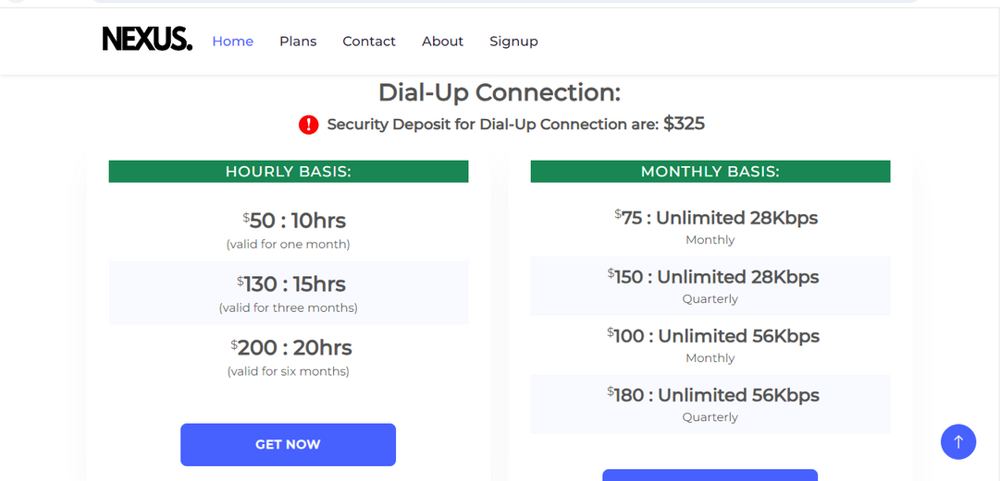 NEXUS. Home Plans Contact About Signup
Dial-Up Connection:
! Security Deposit for Dial-Up Connection are: $325
HOURLY BASIS:
$50 : 10hrs
(valid for one month)
$130 : 15hrs
(valid for three months)
$200 : 20hrs
(valid for six months)
GET NOW
MONTHLY BASIS:
$75 : Unlimited 28Kbps
Monthly
$150 : Unlimited 28Kbps
Quarterly
$100 : Unlimited 56Kbps
Monthly
$180 : Unlimited 56Kbps
Quarterly